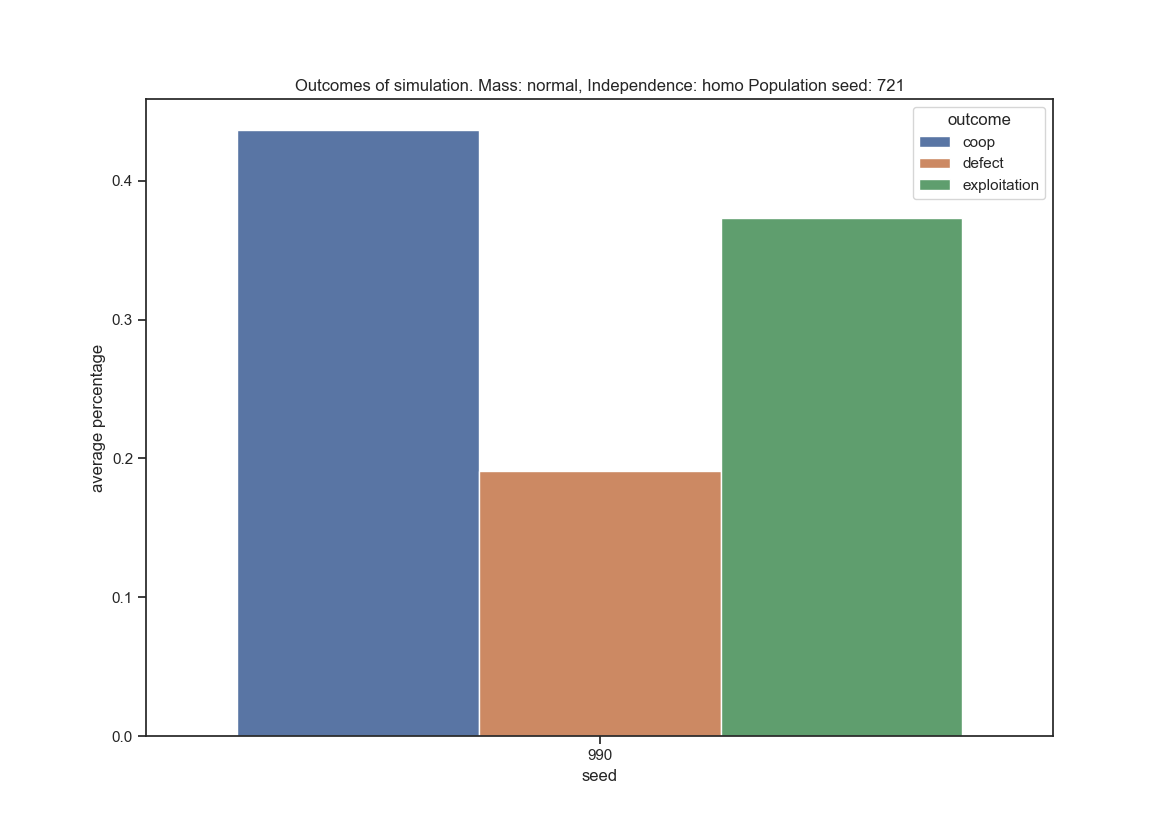 Outcomes of simulation. Mass: normal, Independence: homo Population seed: 721
outcome
coop
defect
exploitation
0.4
0.3
0.2
0.1
0.0
average percentage
990
seed